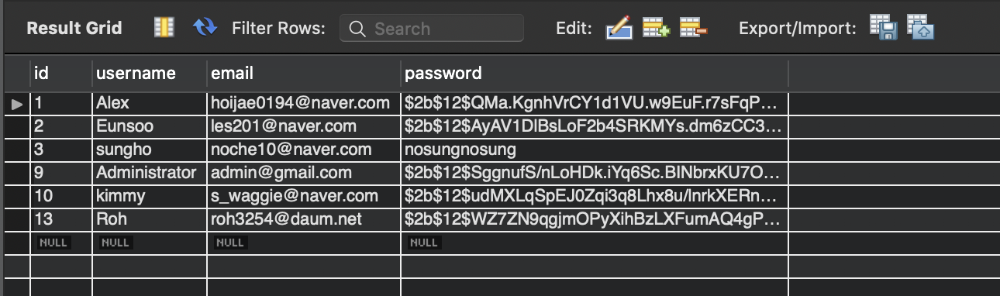 Result Grid Filter Rows: Search Edit: Export/Import:
id username email password
1 Alex hoijae0194@naver.com $2b$12$QMa.KgnhVrCY1d1VU.w9EuF.r7sFqP...
2 Eunsoo les201@naver.com $2b$12$AyAV1DlBsLoF2b4SRKMYs.dm6zCC3...
3 sungho noche10@naver.com nosungnosung
9 Administrator admin@gmail.com $2b$12$SggnufS/nLoHDk.iYq6Sc.BlNbrxKU7O...
10 kimmy s_waggie@naver.com $2b$12$udMXLqSpEJ0Zqi3q8Lhx8u/lnrkXERn...
13 Roh roh3254@daum.net $2b$12$WZ7ZN9qgjmOPyXihBzLXFumAQ4gP...
NULL NULL NULL NULL